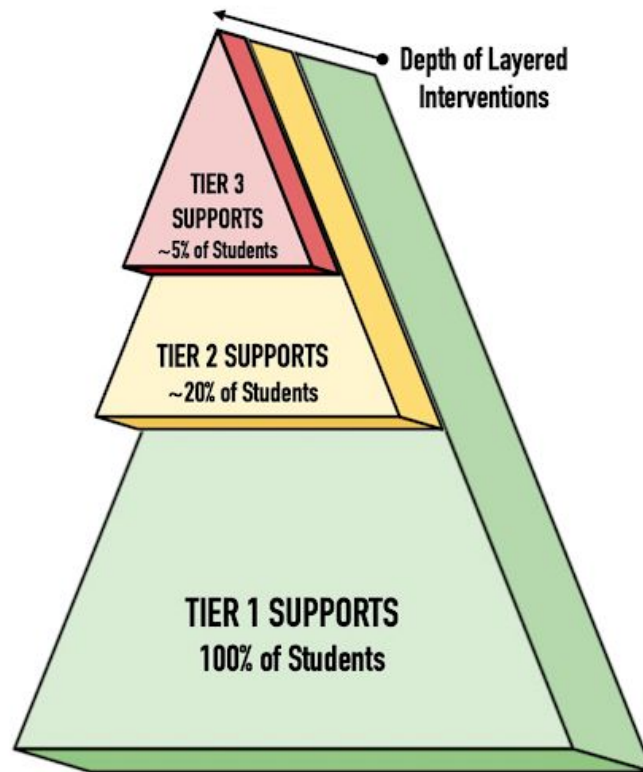 Depth of Layered
Interventions
TIER 3
SUPPORTS
~5% of Students
TIER 2 SUPPORTS
~20% of Students
TIER 1 SUPPORTS
100% of Students